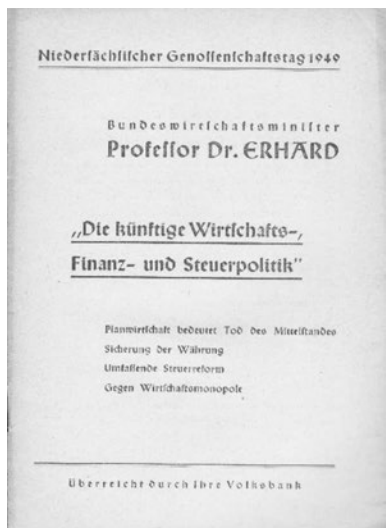 Niedersächsischer Genossenschaftstag 1949
Bundeswirtschaftsminister
Professor Dr. ERHARD
„Die künftige Wirtschafts-,
Finanz- und Steuerpolitik"
Planwirtschaft bedeutet Tod des Mittelstandes
Sicherung der Währung
Umfassende Steuerreform
Gegen Wirtschaftsmonopole
Überreicht durch Ihre Volksbank